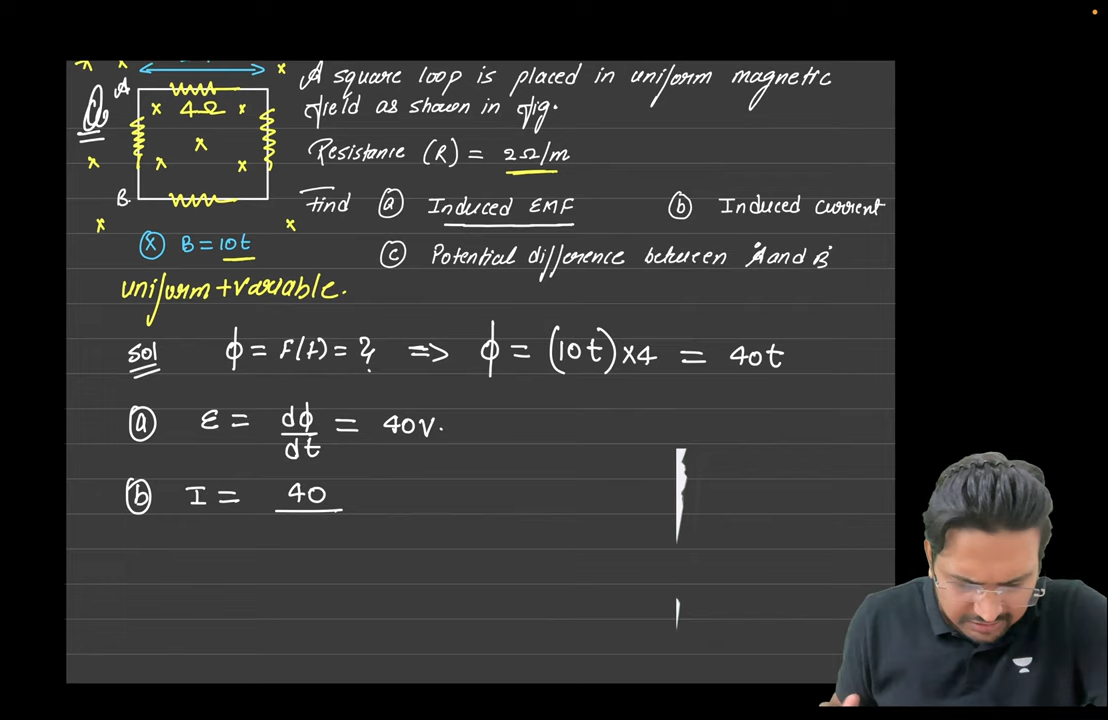 A square loop is placed in uniform magnetic
field as shown in fig.
Resistance (R) = 2Ω/m
Find (a) Induced EMF (b) Induced current
(c) Potential difference between A and B
A
4Ω
B
(X) B = 10t
uniform + variable.
Sol φ = F(t) = ? => φ = (10t) x 4 = 40t
(a) ε = dφ/dt = 40V.
(b) I = 40